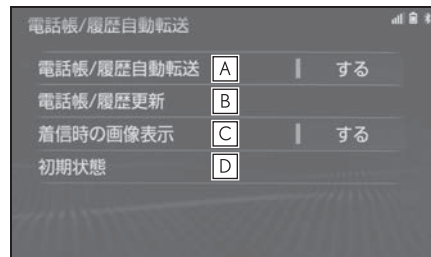 電話帳/履歴自動転送
電話帳/履歴自動転送 A する
電話帳/履歴更新 B
着信時の画像表示 C する
初期状態 D